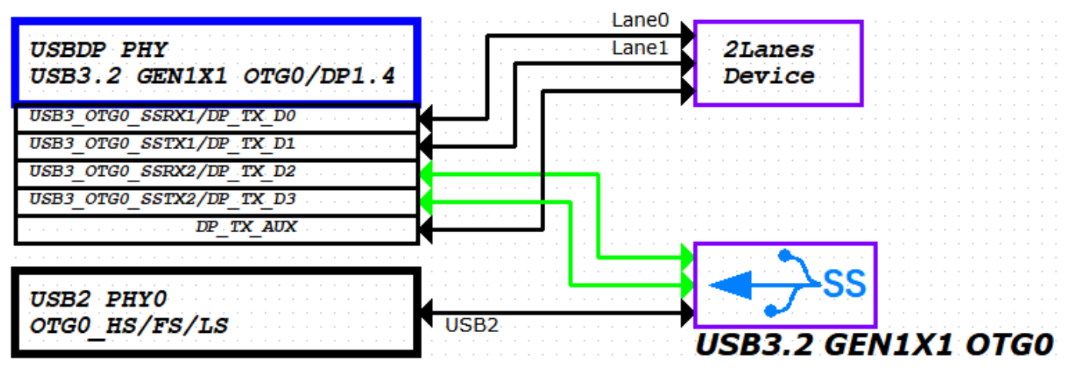 USBDP PHY
USB3.2 GEN1X1 OTG0/DP1.4
USB3_OTG0_SSRX1/DP_TX_D0
USB3_OTG0_SSTX1/DP_TX_D1
USB3_OTG0_SSRX2/DP_TX_D2
USB3_OTG0_SSTX2/DP_TX_D3
DP_TX_AUX
Lane0
Lane1
2Lanes
Device
USB2 PHY0
OTG0_HS/FS/LS
USB2
SS
USB3.2 GEN1X1 OTG0